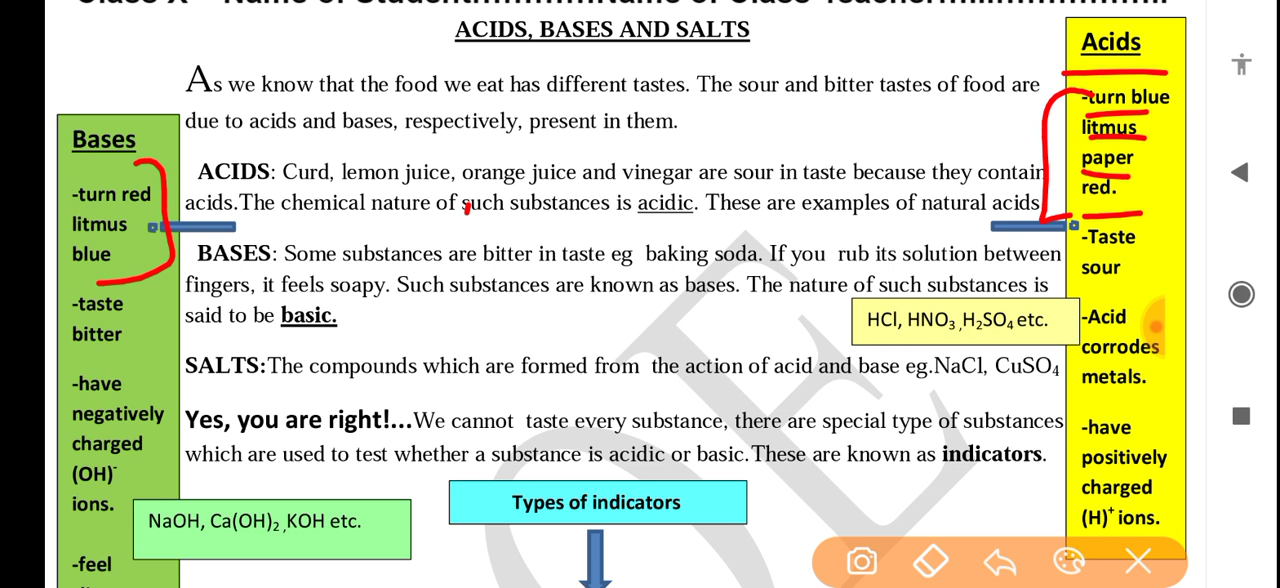 Class X – Name of Student……………Name of Class Teacher……………………..
ACIDS, BASES AND SALTS
As we know that the food we eat has different tastes. The sour and bitter tastes of food are
due to acids and bases, respectively, present in them.
ACIDS: Curd, lemon juice, orange juice and vinegar are sour in taste because they contain
acids.The chemical nature of such substances is acidic. These are examples of natural acids
BASES: Some substances are bitter in taste eg baking soda. If you rub its solution between
fingers, it feels soapy. Such substances are known as bases. The nature of such substances is
said to be basic.
HCl, HNO₃,H₂SO₄ etc.
SALTS:The compounds which are formed from the action of acid and base eg.NaCl, CuSO₄
Yes, you are right!...We cannot taste every substance, there are special type of substances
which are used to test whether a substance is acidic or basic.These are known as indicators.
Types of indicators
Bases
-turn red
litmus
blue
-taste
bitter
-have
negatively
charged
(OH)⁻
ions.
-feel
NaOH, Ca(OH)₂,KOH etc.
Acids
-turn blue
litmus
paper
red.
-Taste
sour
-Acid
corrodes
metals.
-have
positively
charged
(H)⁺ ions.